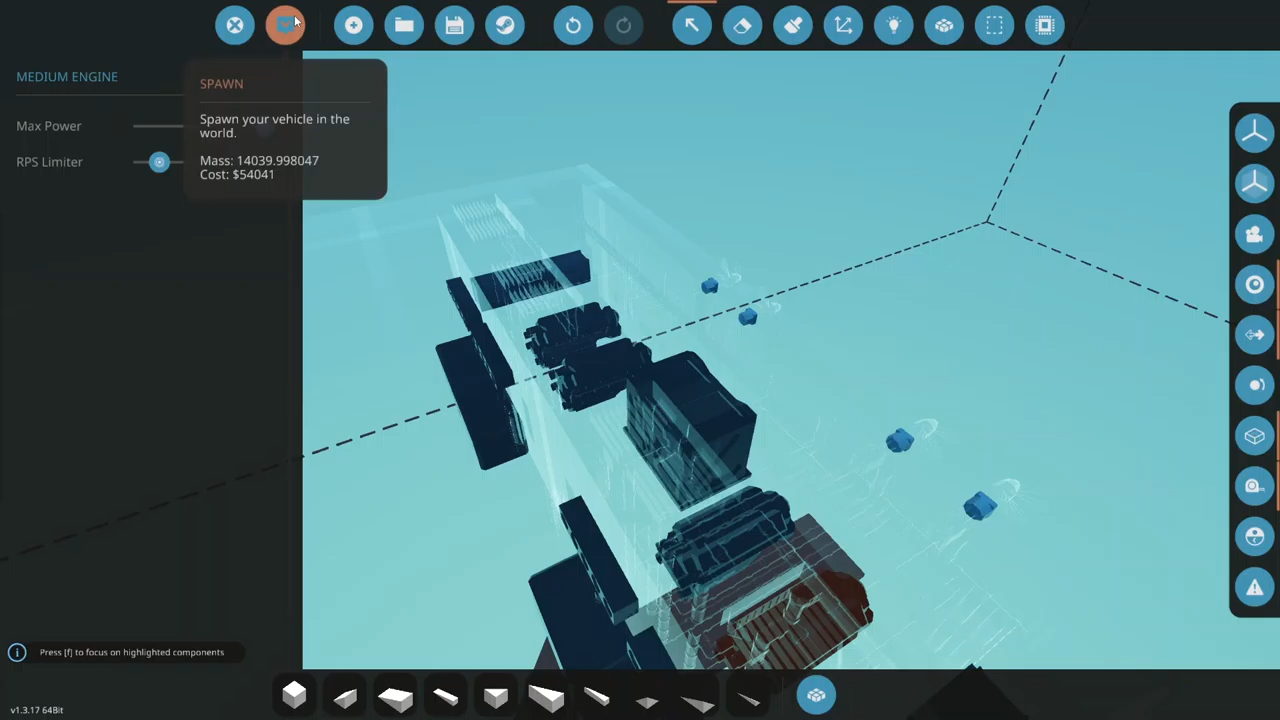 MEDIUM ENGINE
Max Power
RPS Limiter
SPAWN
Spawn your vehicle in the
world.
Mass: 14039.998047
Cost: $54041
Press [f] to focus on highlighted components
v1.3.17 64Bit